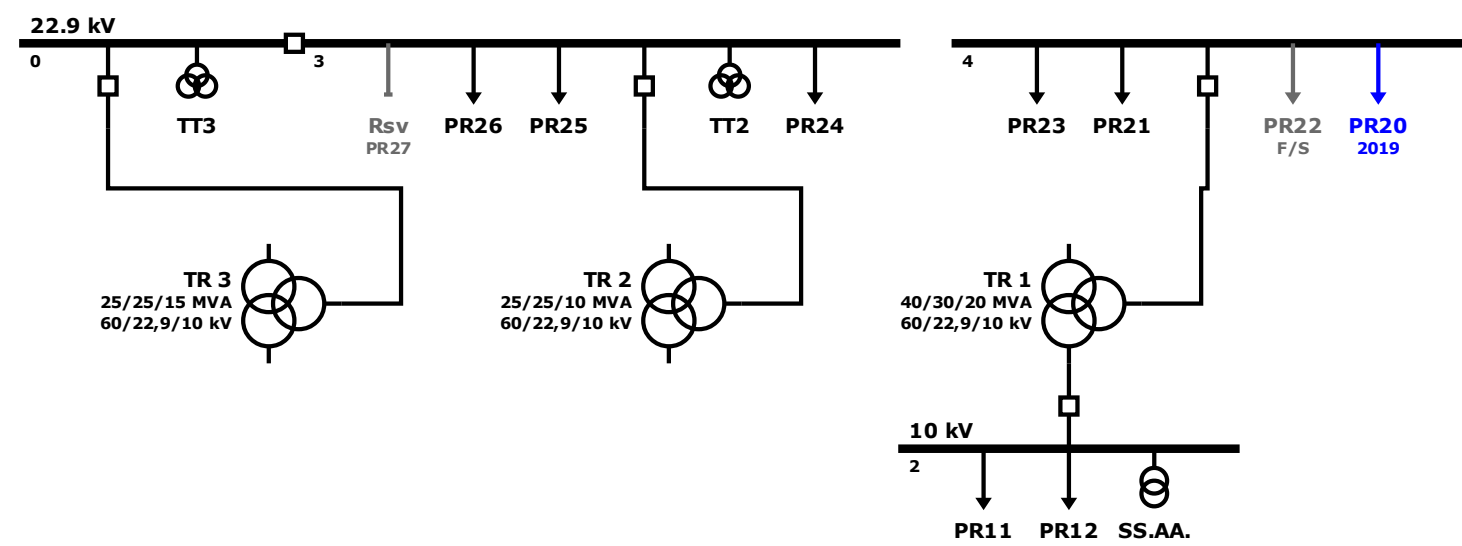 22.9 kV
0
3
4
TT3
Rsv
PR27
PR26
PR25
TT2
PR24
PR23
PR21
PR22
F/S
PR20
2019
TR 3
25/25/15 MVA
60/22,9/10 kV
TR 2
25/25/10 MVA
60/22,9/10 kV
TR 1
40/30/20 MVA
60/22,9/10 kV
10 kV
2
PR11
PR12
SS.AA.